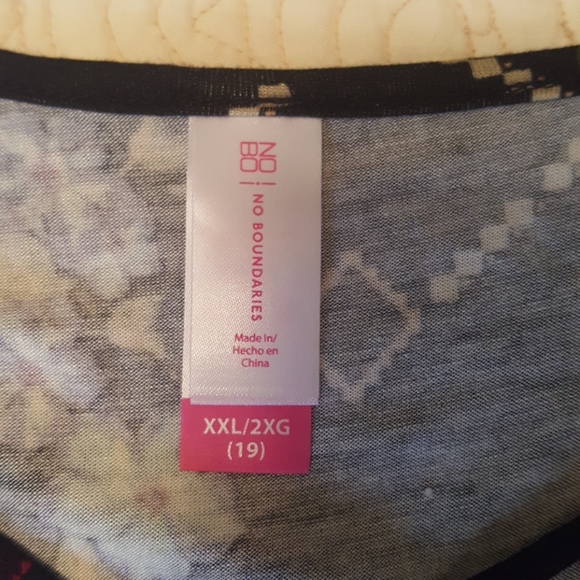 NO
BO
NO BOUNDARIES
Made in/
Hecho en
China
XXL/2XG
(19)